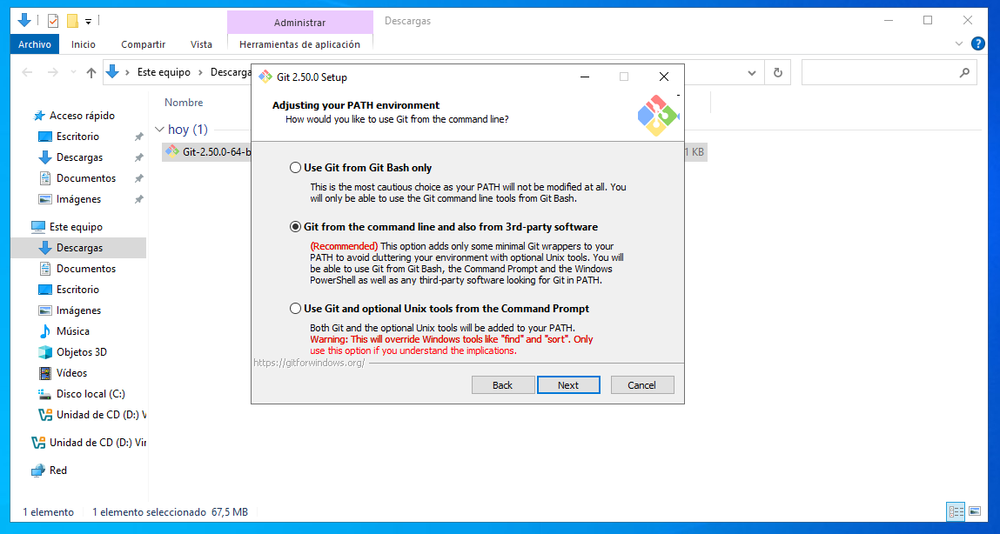 Administrar
Descargas
Archivo
Inicio
Compartir
Vista
Herramientas de aplicación
?
Este equipo
Nombre
hoy (1)
Git-2.50.0-64-b
1 KB
Acceso rápido
Escritorio
Descargas
Documentos
Imágenes
Este equipo
Descargas
Documentos
Escritorio
Imágenes
Música
Objetos 3D
Vídeos
Disco local (C:)
Unidad de CD (D:) V
Unidad de CD (D:) Vir
Red
1 elemento
1 elemento seleccionado 67,5 MB
Git 2.50.0 Setup
Adjusting your PATH environment
How would you like to use Git from the command line?
Use Git from Git Bash only
This is the most cautious choice as your PATH will not be modified at all. You
will only be able to use the Git command line tools from Git Bash.
Git from the command line and also from 3rd-party software
(Recommended) This option adds only some minimal Git wrappers to your
PATH to avoid cluttering your environment with optional Unix tools. You will
be able to use Git from Git Bash, the Command Prompt and the Windows
PowerShell as well as any third-party software looking for Git in PATH.
Use Git and optional Unix tools from the Command Prompt
Both Git and the optional Unix tools will be added to your PATH.
Warning: This will override Windows tools like "find" and "sort". Only
use this option if you understand the implications.
https://gitforwindows.org/
Back
Next
Cancel